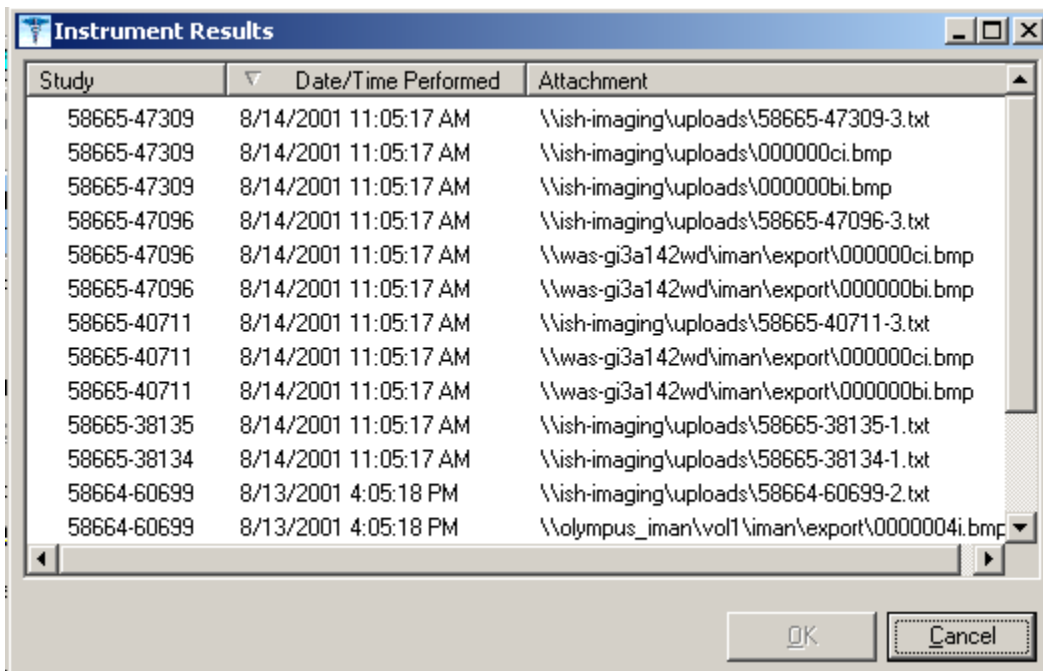 Instrument Results
Study Date/Time Performed Attachment
58665-47309 8/14/2001 11:05:17 AM \\ish-imaging\uploads\58665-47309-3.txt
58665-47309 8/14/2001 11:05:17 AM \\ish-imaging\uploads\000000ci.bmp
58665-47309 8/14/2001 11:05:17 AM \\ish-imaging\uploads\000000bi.bmp
58665-47096 8/14/2001 11:05:17 AM \\ish-imaging\uploads\58665-47096-3.txt
58665-47096 8/14/2001 11:05:17 AM \\was-gi3a142wd\iman\export\000000ci.bmp
58665-47096 8/14/2001 11:05:17 AM \\was-gi3a142wd\iman\export\000000bi.bmp
58665-40711 8/14/2001 11:05:17 AM \\ish-imaging\uploads\58665-40711-3.txt
58665-40711 8/14/2001 11:05:17 AM \\was-gi3a142wd\iman\export\000000ci.bmp
58665-40711 8/14/2001 11:05:17 AM \\was-gi3a142wd\iman\export\000000bi.bmp
58665-38135 8/14/2001 11:05:17 AM \\ish-imaging\uploads\58665-38135-1.txt
58665-38134 8/14/2001 11:05:17 AM \\ish-imaging\uploads\58665-38134-1.txt
58664-60699 8/13/2001 4:05:18 PM \\ish-imaging\uploads\58664-60699-2.txt
58664-60699 8/13/2001 4:05:18 PM \\olympus_iman\vol1\iman\export\0000004i.bmp
OK Cancel